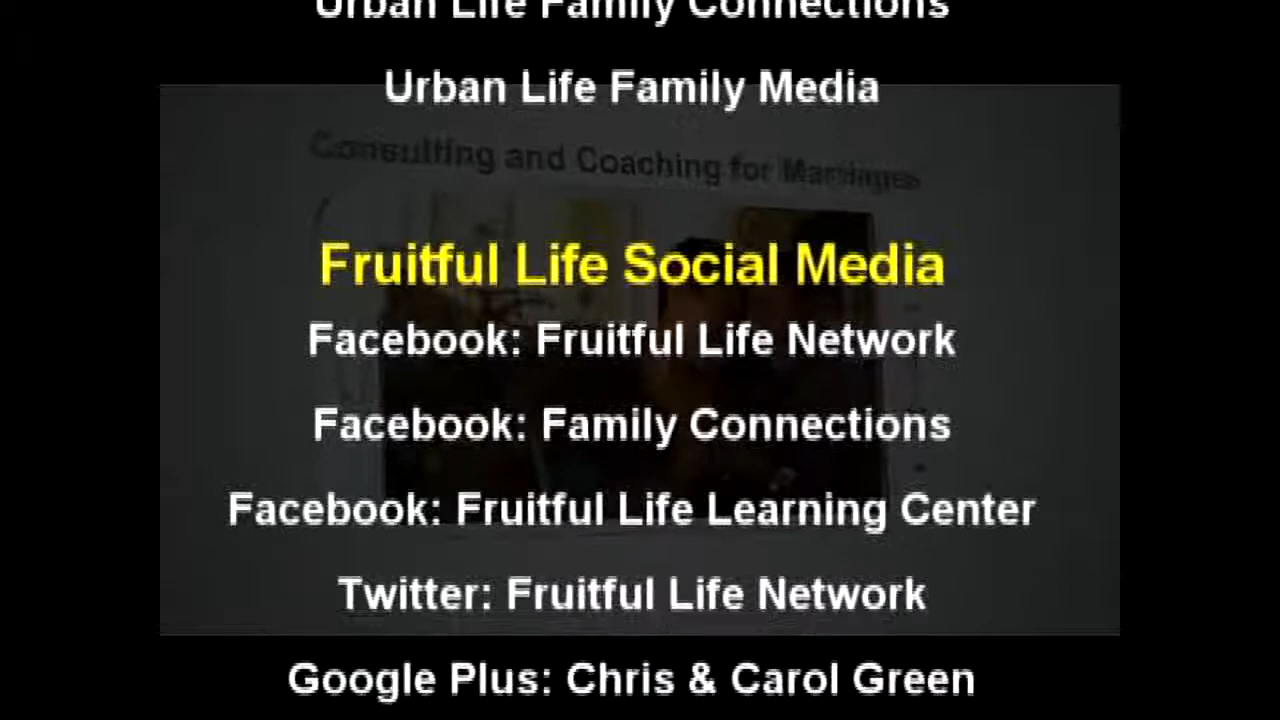 Urban Life Family Connections
Urban Life Family Media
Consulting and Coaching for Marriages
Fruitful Life Social Media
Facebook: Fruitful Life Network
Facebook: Family Connections
Facebook: Fruitful Life Learning Center
Twitter: Fruitful Life Network
Google Plus: Chris & Carol Green